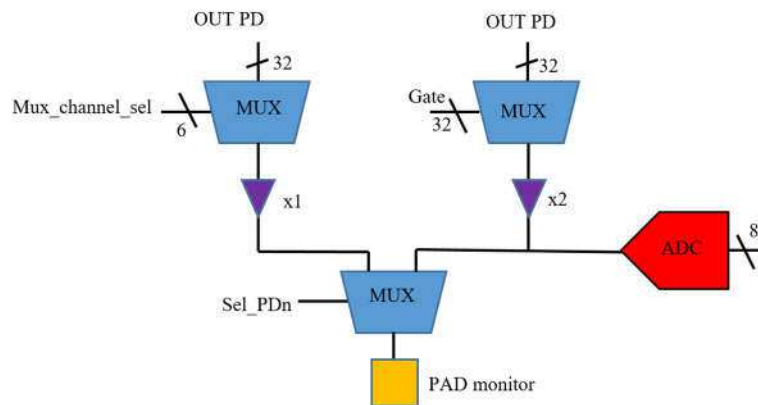 OUT PD
OUT PD
32
32
Mux_channel_sel
6
MUX
Gate
32
MUX
x1
x2
ADC
8
Sel_PDn
MUX
PAD monitor